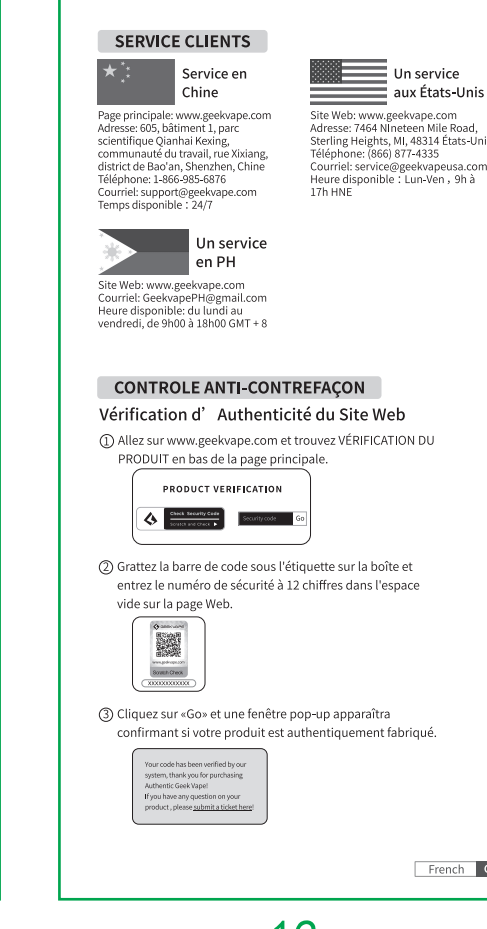 SERVICE CLIENTS
Service en
Chine
Page principale: www.geekvape.com
Adresse: 605, bâtiment 1, parc
scientifique Qianhai Kexing,
communauté du travail, rue Xixiang,
district de Bao'an, Shenzhen, Chine
Téléphone: 1-866-985-6876
Courriel: support@geekvape.com
Temps disponible : 24/7
Un service
aux États-Unis
Site Web: www.geekvape.com
Adresse: 7464 NIneteen Mile Road,
Sterling Heights, MI, 48314 États-Uni
Téléphone: (866) 877-4335
Courriel: service@geekvapeusa.com
Heure disponible : Lun-Ven , 9h à
17h HNE
Un service
en PH
Site Web: www.geekvape.com
Courriel: GeekvapePH@gmail.com
Heure disponible: du lundi au
vendredi, de 9h00 à 18h00 GMT + 8
CONTROLE ANTI-CONTREFAÇON
Vérification d' Authenticité du Site Web
① Allez sur www.geekvape.com et trouvez VÉRIFICATION DU
PRODUIT en bas de la page principale.
PRODUCT VERIFICATION
Check Security Code
Scratch and Check
Security code
Go
② Grattez la barre de code sous l'étiquette sur la boîte et
entrez le numéro de sécurité à 12 chiffres dans l'espace
vide sur la page Web.
GEEKVAPE
www.geekvape.com
Scratch Check
XXXXXXXXXXXX
③ Cliquez sur «Go» et une fenêtre pop-up apparaîtra
confirmant si votre produit est authentiquement fabriqué.
Your code has been verified by our
system, thank you for purchasing
Authentic Geek Vape!
If you have any question on your
product , please submit a ticket here!
French